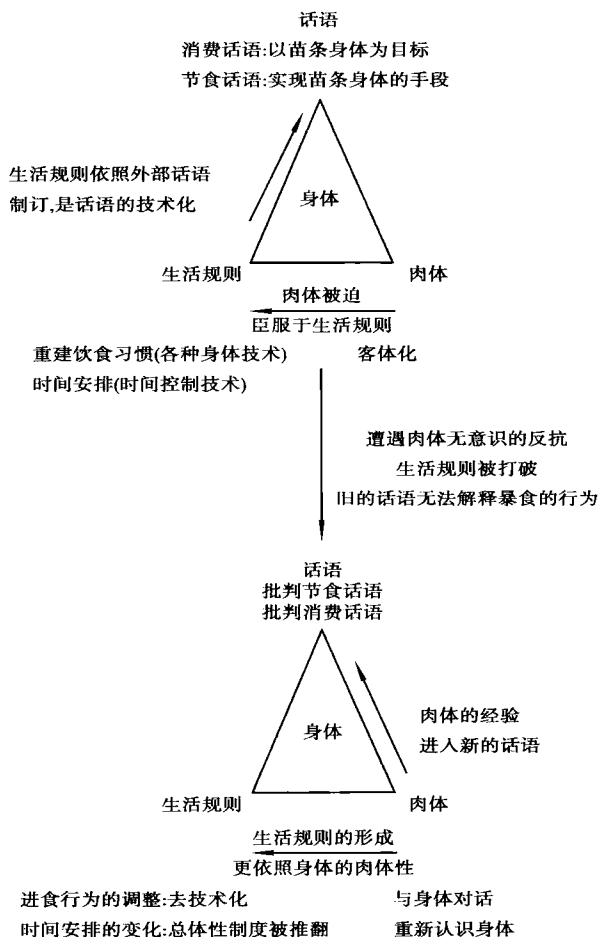 话语
消费话语:以苗条身体为目标
节食话语:实现苗条身体的手段
生活规则依照外部话语
制订,是话语的技术化
身体
生活规则
肉体
肉体被迫
臣服于生活规则
重建饮食习惯(各种身体技术)
客体化
时间安排(时间控制技术)
遭遇肉体无意识的反抗
生活规则被打破
旧的话语无法解释暴食的行为
话语
批判节食话语
批判消费话语
肉体的经验
进入新的话语
身体
生活规则
肉体
生活规则的形成
更依照身体的肉体性
进食行为的调整:去技术化
与身体对话
时间安排的变化:总体性制度被推翻
重新认识身体